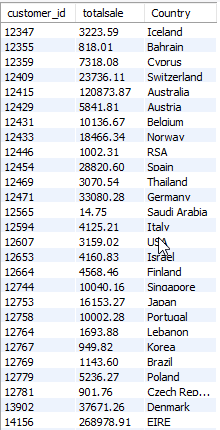 customer_id totalsale Country
12347 3223.59 Iceland
12355 818.01 Bahrain
12359 7318.08 Cyprus
12409 23736.11 Switzerland
12415 120873.87 Australia
12429 5841.81 Austria
12431 10136.67 Belgium
12433 18466.34 Norway
12446 1002.31 RSA
12454 28820.60 Spain
12469 3070.54 Thailand
12471 33080.28 Germany
12565 14.75 Saudi Arabia
12594 4125.21 Italy
12607 3159.02 USA
12653 4160.83 Israel
12664 4568.46 Finland
12744 10040.16 Singapore
12753 16153.27 Japan
12758 10002.28 Portugal
12764 1693.88 Lebanon
12767 949.82 Korea
12769 1143.60 Brazil
12779 5236.27 Poland
12781 901.76 Czech Rep...
13902 37671.26 Denmark
14156 268978.91 EIRE